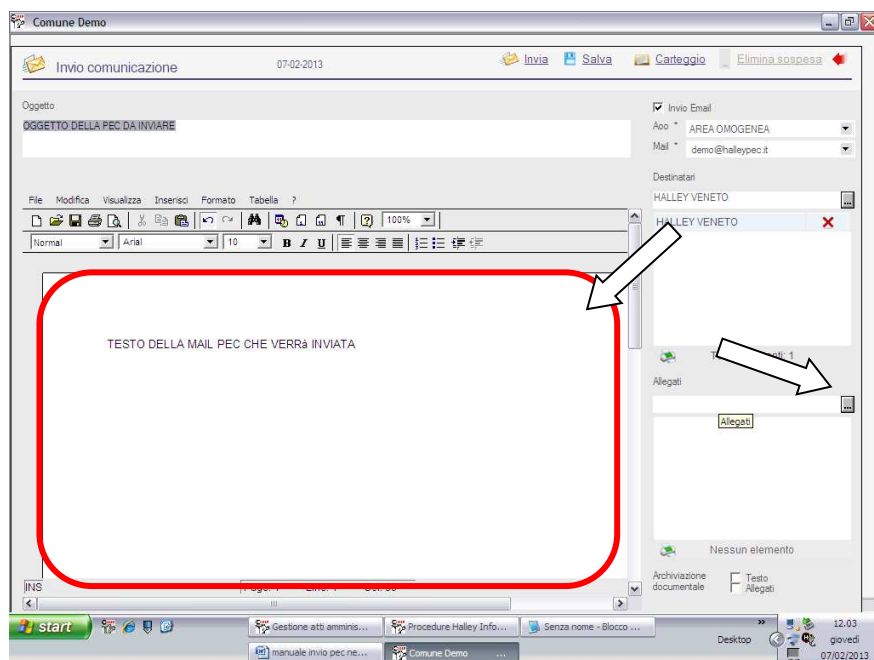 Comune Demo
Invio comunicazione
07-02-2013
Invia
Salva
Carteggio
Elimina sospesa
Oggetto
OGGETTO DELLA PEC DA INVIARE
Invio Email
Aoo * AREA OMOGENEA
Mail * demo@halleypec.it
Destinatari
HALLEY VENETO
...
HALLEY VENETO
File Modifica Visualizza Inserisci Formato Tabella ?
100%
Normal Arial 10 B I U
TESTO DELLA MAIL PEC CHE VERRà INVIATA
: 1
Allegati
...
Allegati
Nessun elemento
Archiviazione documentale
Testo
Allegati
INS
start
Gestione atti amminis...
Procedure Halley Info...
Senza nome - Blocco ...
manuale invio pec ne...
Comune Demo ...
Desktop
»
12.03
giovedì
07/02/2013